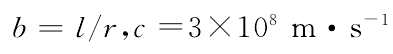 b = l/r,c =3×10⁸ m·s⁻¹